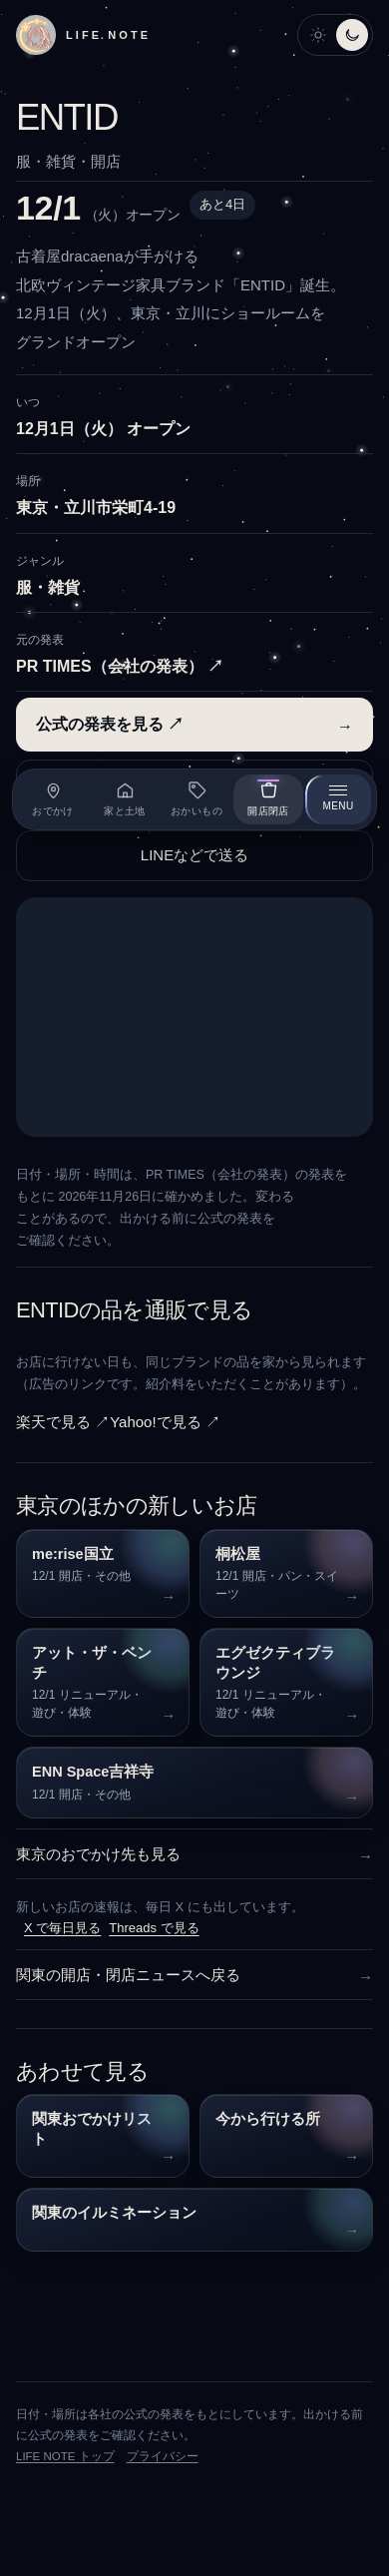 LIFE.NOTE
ENTID
服・雑貨・開店
12/1 （火）オープン あと4日
古着屋dracaenaが手がける
北欧ヴィンテージ家具ブランド「ENTID」誕生。
12月1日（火）、東京・立川にショールームを
グランドオープン
いつ
12月1日（火） オープン
場所
東京・立川市栄町4-19
ジャンル
服・雑貨
元の発表
PR TIMES（会社の発表） ↗
公式の発表を見る ↗ →
おでかけ 家と土地 おかいもの 開店閉店 MENU
LINEなどで送る
日付・場所・時間は、PR TIMES（会社の発表）の発表を
もとに 2026年11月26日に確かめました。変わる
ことがあるので、出かける前に公式の発表を
ご確認ください。
ENTIDの品を通販で見る
お店に行けない日も、同じブランドの品を家から見られます
（広告のリンクです。紹介料をいただくことがあります）。
楽天で見る ↗Yahoo!で見る ↗
東京のほかの新しいお店
me:rise国立
12/1 開店・その他
→
桐松屋
12/1 開店・パン・スイ
ーツ
→
アット・ザ・ベン
チ
12/1 リニューアル・
遊び・体験
→
エグゼクティブラ
ウンジ
12/1 リニューアル・
遊び・体験
→
ENN Space吉祥寺
12/1 開店・その他
→
東京のおでかけ先も見る →
新しいお店の速報は、毎日 X にも出しています。
X で毎日見る Threads で見る
関東の開店・閉店ニュースへ戻る →
あわせて見る
関東おでかけリス
ト
→
今から行ける所
→
関東のイルミネーション
→
日付・場所は各社の公式の発表をもとにしています。出かける前
に公式の発表をご確認ください。
LIFE NOTE トップ プライバシー